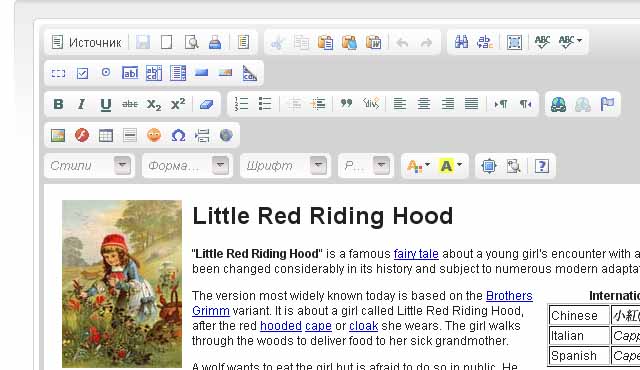 Источник
ABC ABC
B I U abc X₂ X²
Стили Форма... Шрифт Р...
Little Red Riding Hood
"Little Red Riding Hood" is a famous fairy tale about a young girl's encounter with a
been changed considerably in its history and subject to numerous modern adapta
The version most widely known today is based on the Brothers
Grimm variant. It is about a girl called Little Red Riding Hood,
after the red hooded cape or cloak she wears. The girl walks
through the woods to deliver food to her sick grandmother.
Internatio
Chinese 小紅
Italian Capp
Spanish Cape
A wolf wants to eat the girl but is afraid to do so in public. He